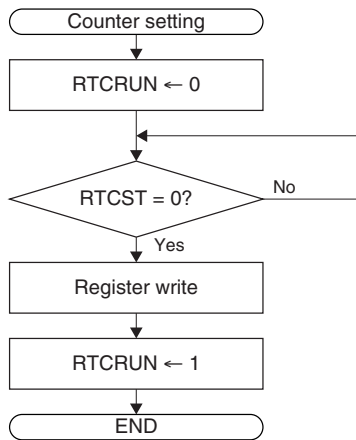 Counter setting
RTCRUN ← 0
RTCST = 0?
No
Yes
Register write
RTCRUN ← 1
END